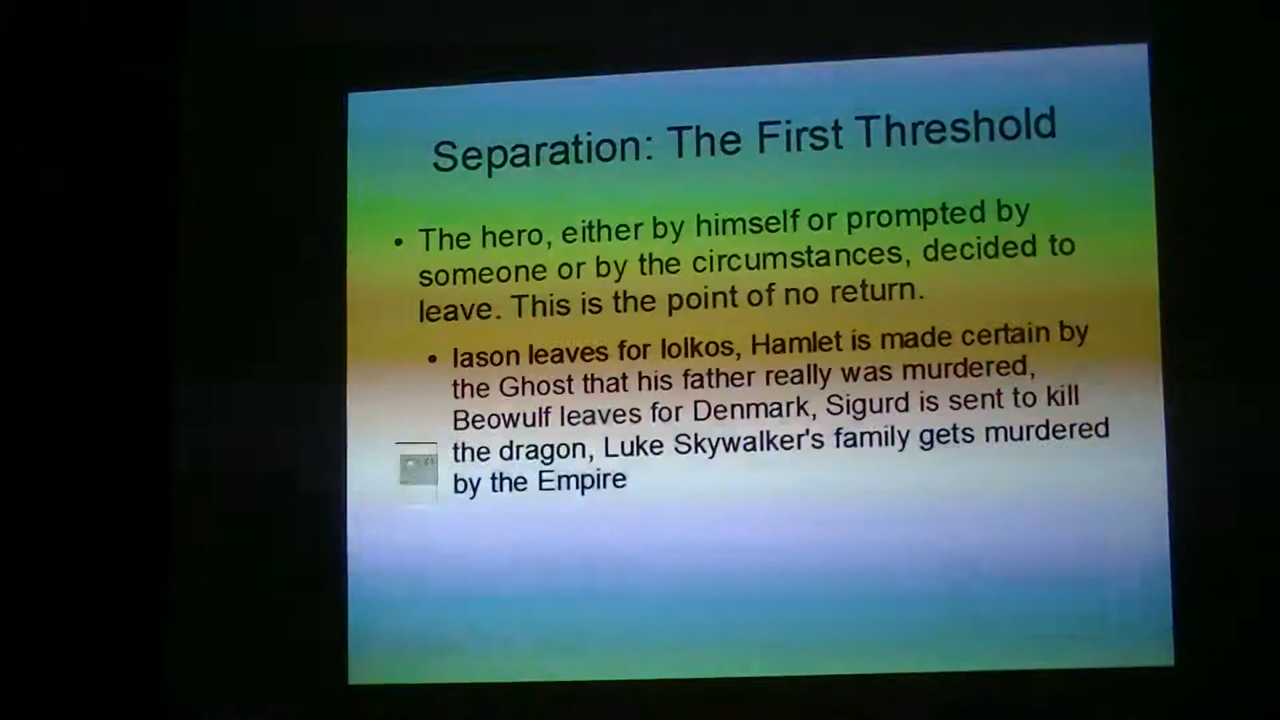 Separation: The First Threshold
• The hero, either by himself or prompted by
someone or by the circumstances, decided to
leave. This is the point of no return.
• Iason leaves for Iolkos, Hamlet is made certain by
the Ghost that his father really was murdered,
Beowulf leaves for Denmark, Sigurd is sent to kill
the dragon, Luke Skywalker's family gets murdered
by the Empire